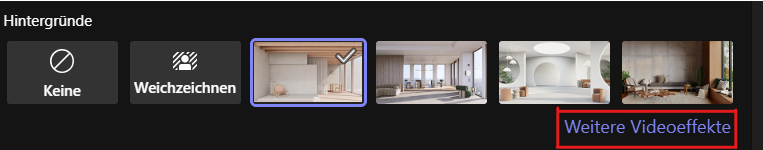 Hintergründe
Keine
Weichzeichnen
Weitere Videoeffekte